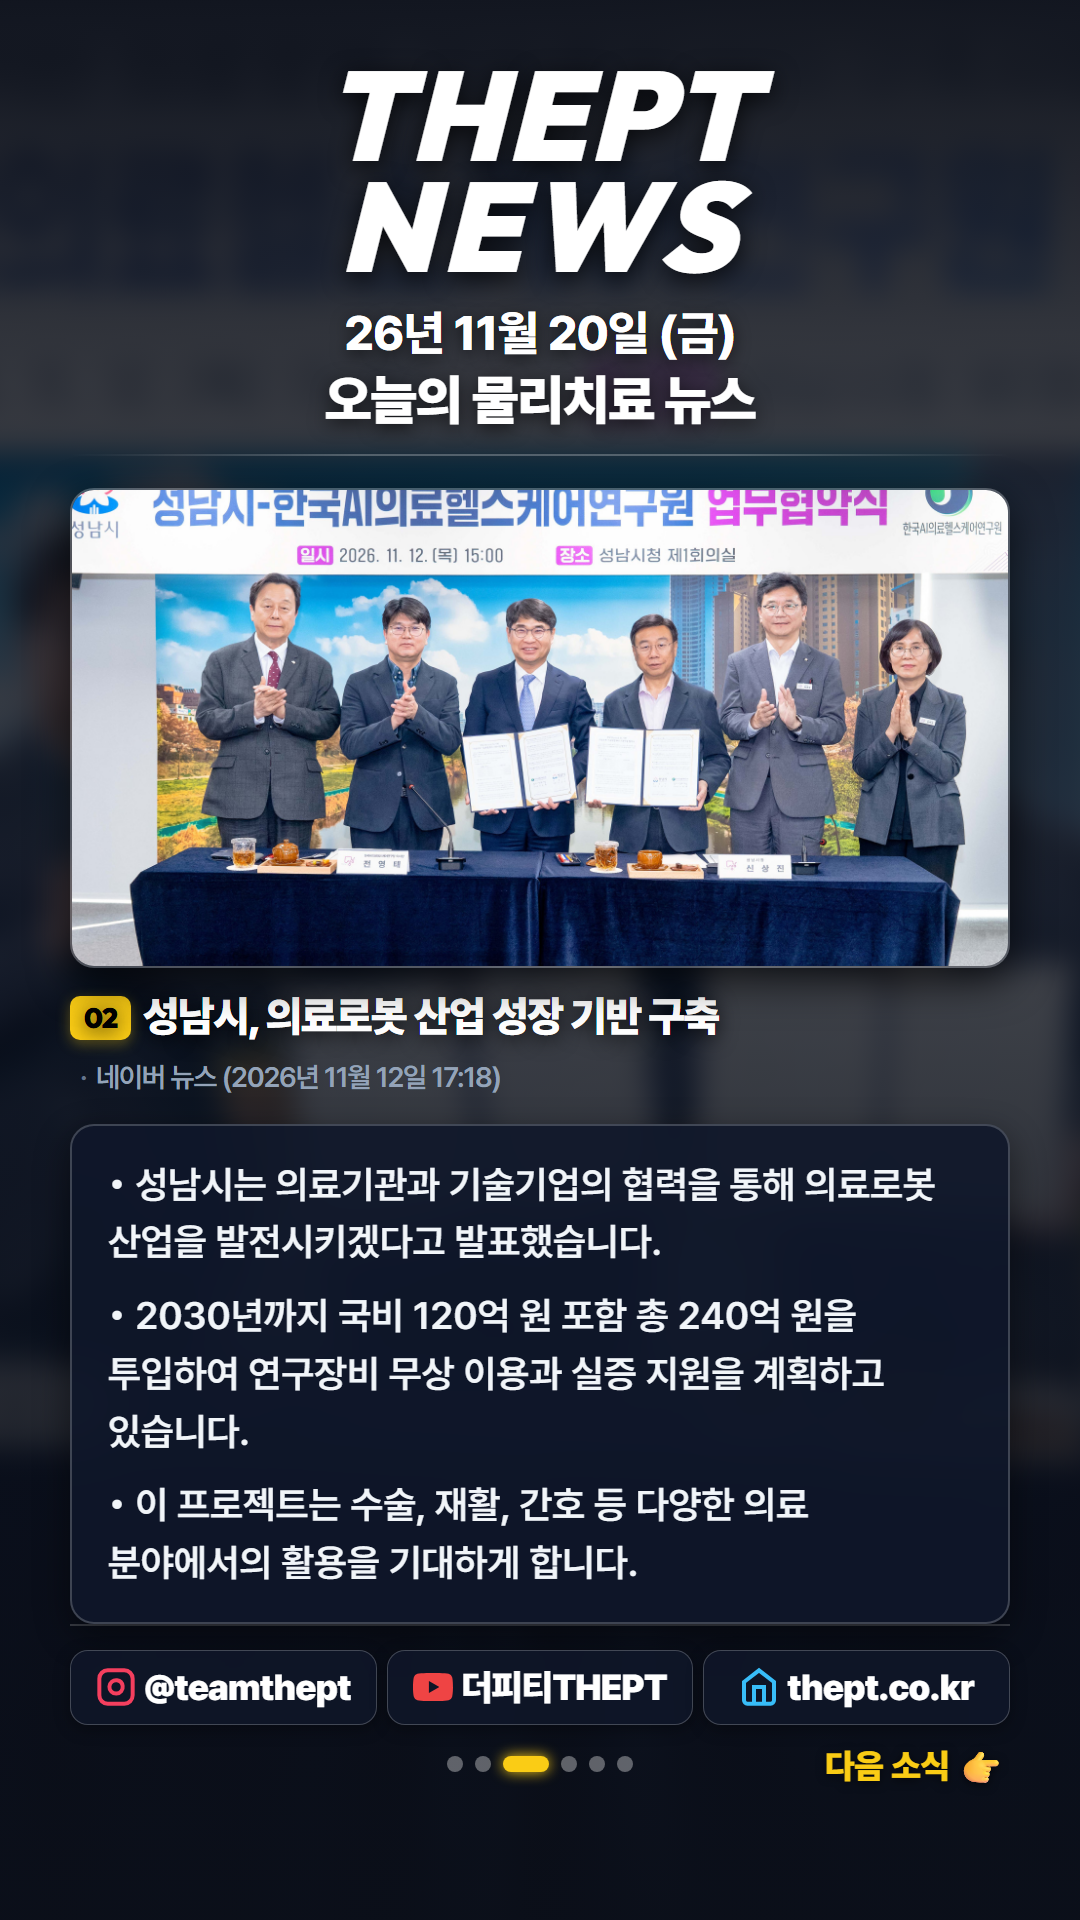 THEPT
NEWS
26년 11월 20일 (금)
오늘의 물리치료 뉴스
성남시
성남시-한국AI의료헬스케어연구원 업무협약식
한국AI의료헬스케어연구원
일시 2026. 11. 12. (목) 15:00 장소 성남시청 제1회의실
전명태
신상진
02 성남시, 의료로봇 산업 성장 기반 구축
· 네이버 뉴스 (2026년 11월 12일 17:18)
• 성남시는 의료기관과 기술기업의 협력을 통해 의료로봇
산업을 발전시키겠다고 발표했습니다.
• 2030년까지 국비 120억 원 포함 총 240억 원을
투입하여 연구장비 무상 이용과 실증 지원을 계획하고
있습니다.
• 이 프로젝트는 수술, 재활, 간호 등 다양한 의료
분야에서의 활용을 기대하게 합니다.
@teamthept
더피티THEPT
thept.co.kr
다음 소식 👉